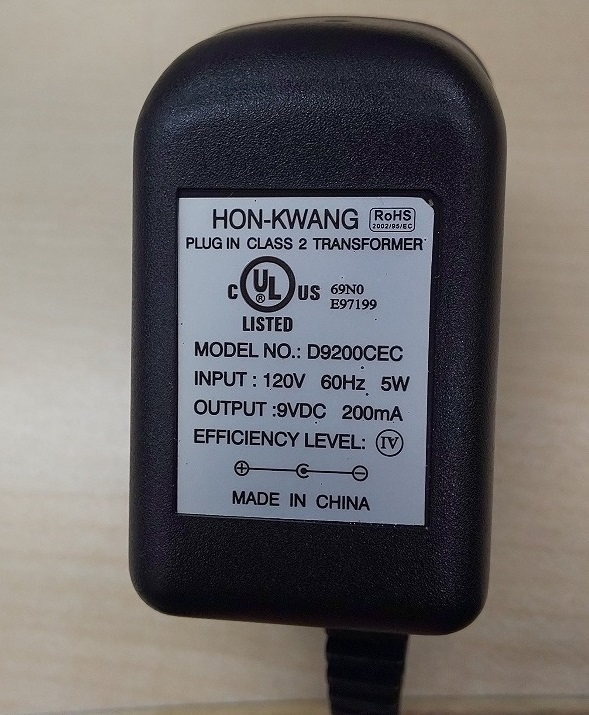 HON-KWANG RoHS
2002/95/EC
PLUG IN CLASS 2 TRANSFORMER
C UL US 69N0
® E97199
LISTED
MODEL NO.: D9200CEC
INPUT : 120V 60Hz 5W
OUTPUT :9VDC 200mA
EFFICIENCY LEVEL: IV
+ C −
MADE IN CHINA